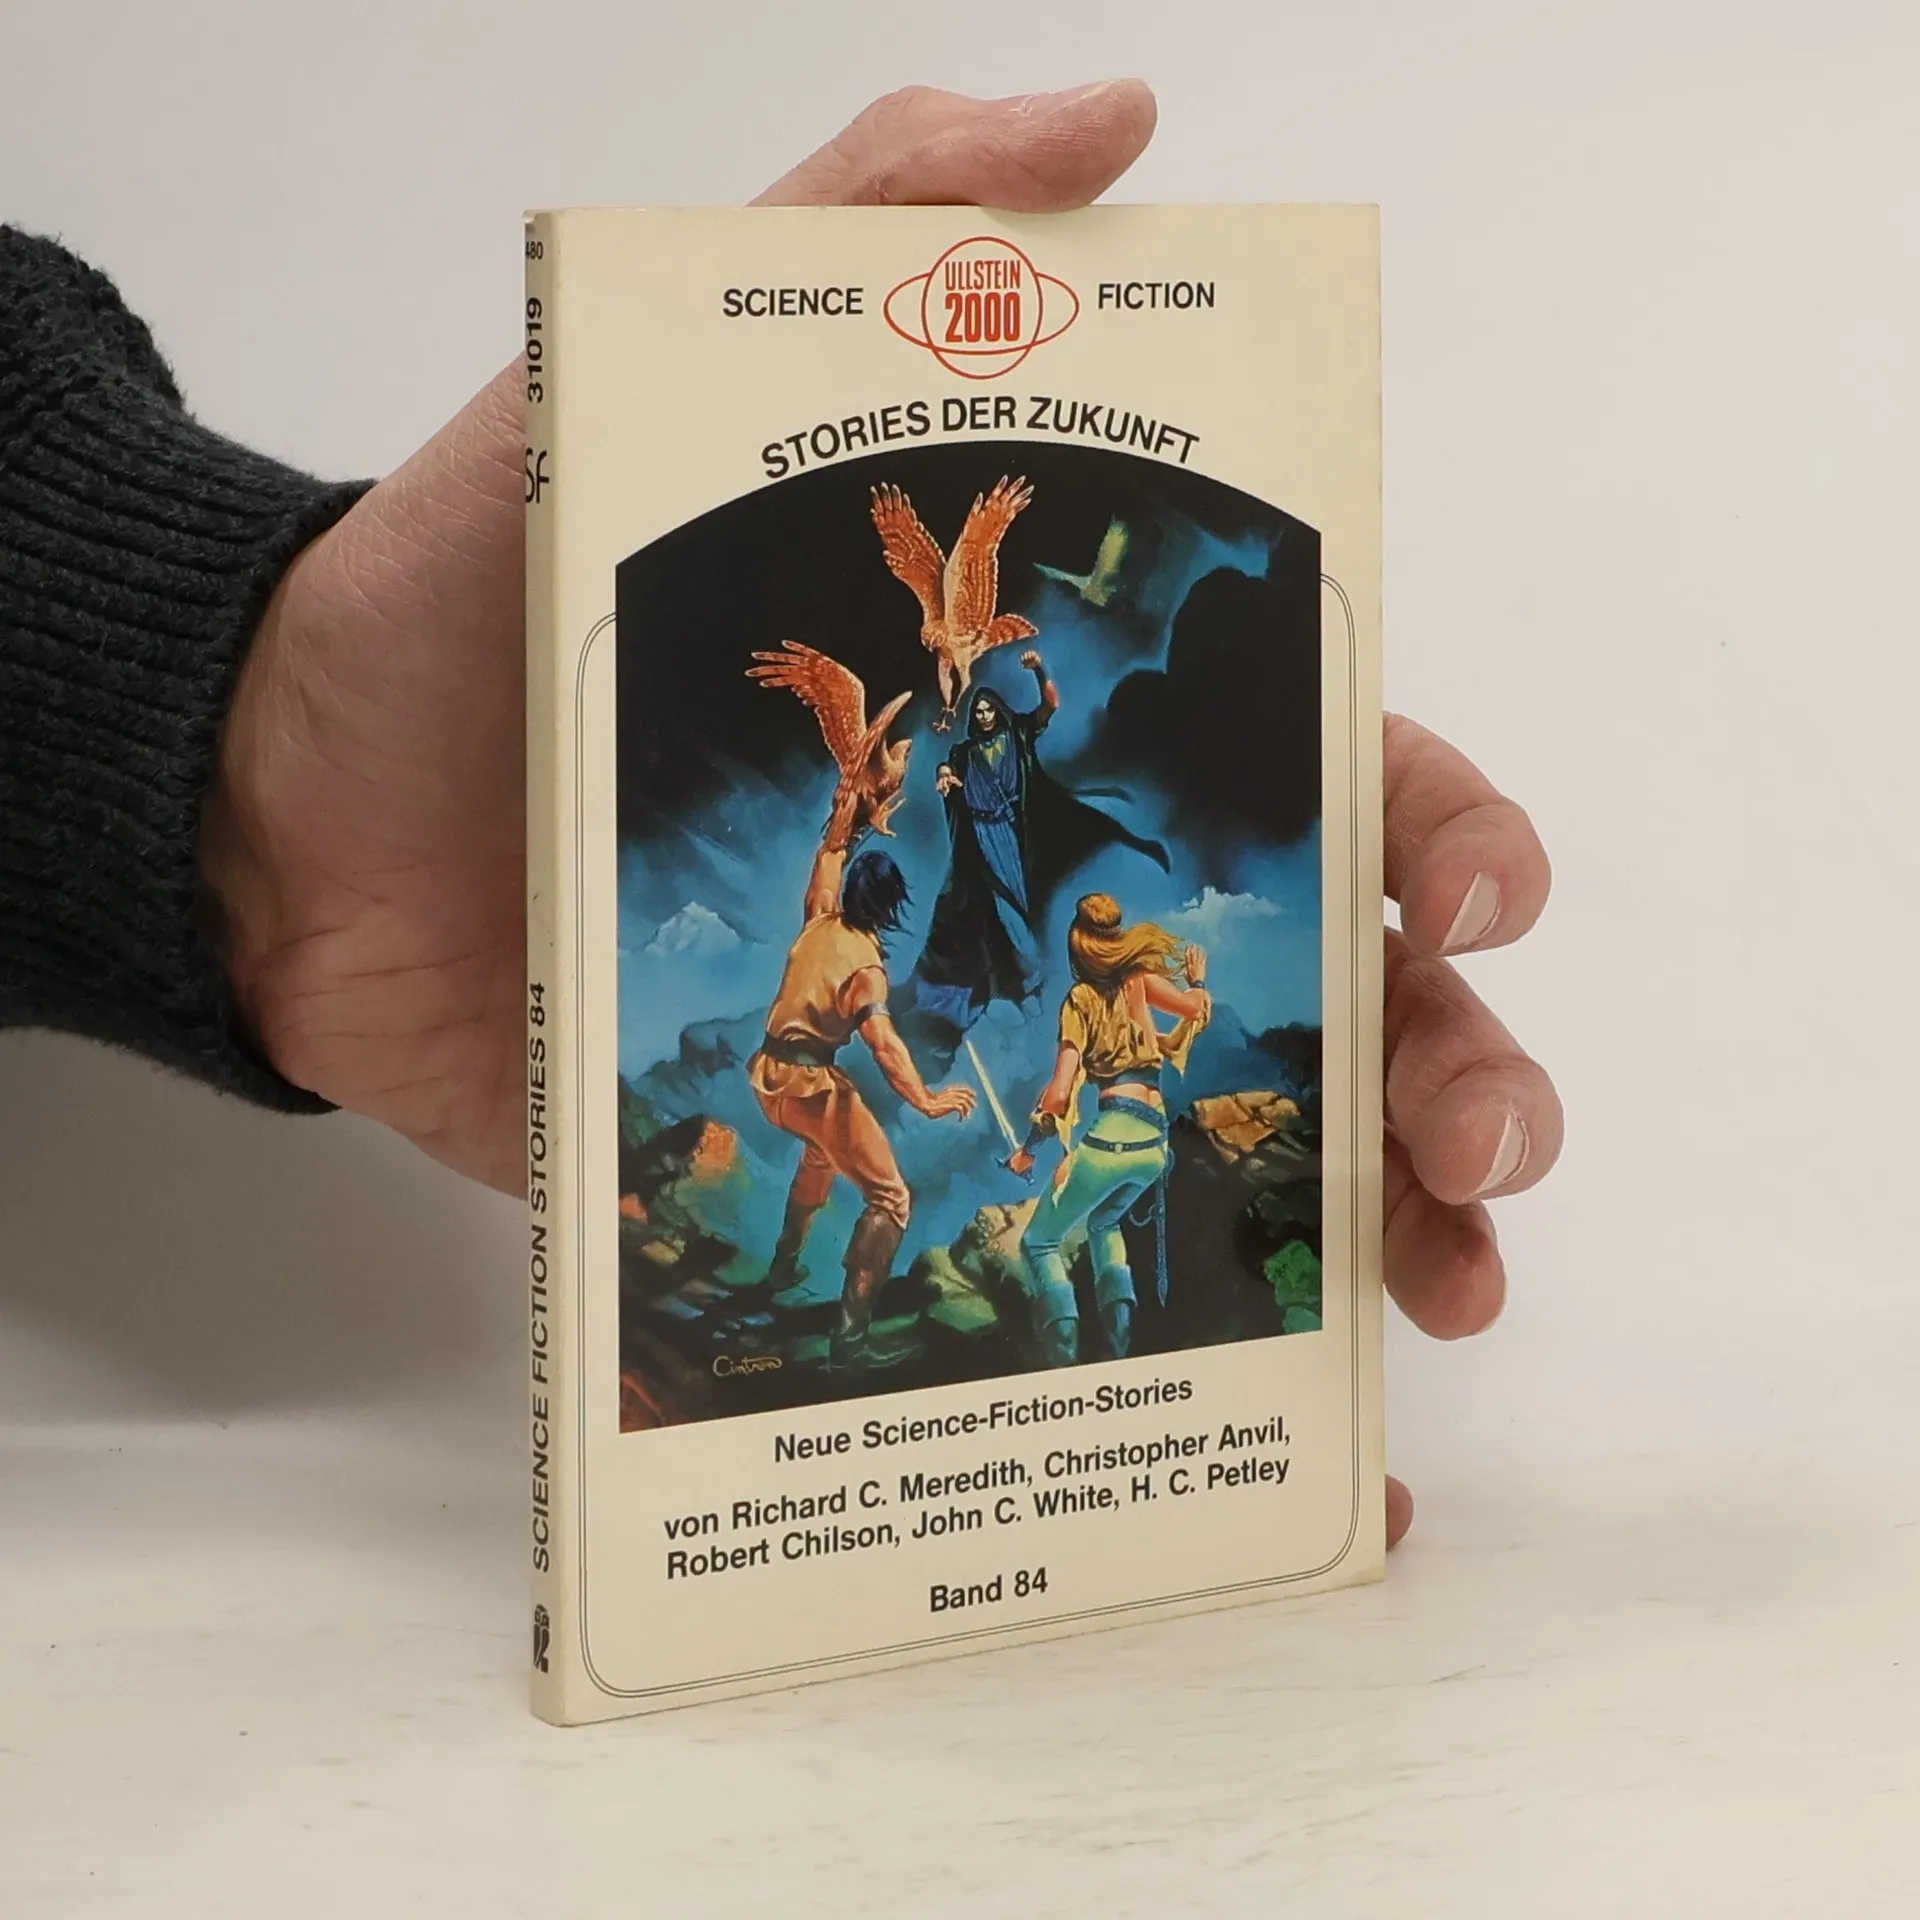 SCIENCE
ULLSTEIN
2000
FICTION
STORIES DER ZUKUNFT
Cintron
Neue Science-Fiction-Stories
von Richard C. Meredith, Christopher Anvil,
Robert Chilson, John C. White, H. C. Petley
Band 84
480
31019
SF
SCIENCE FICTION STORIES 84